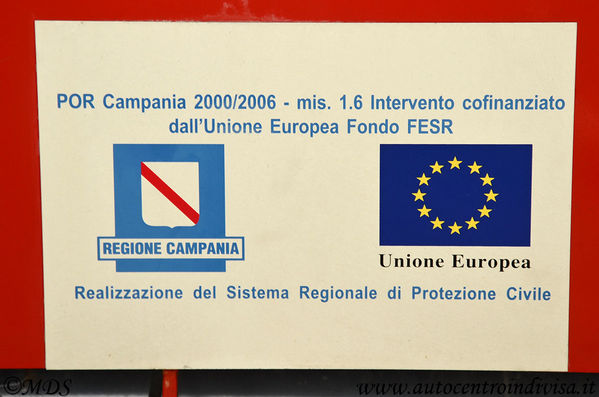 POR Campania 2000/2006 - mis. 1.6 Intervento cofinanziato
dall'Unione Europea Fondo FESR
REGIONE CAMPANIA
Unione Europea
Realizzazione del Sistema Regionale di Protezione Civile
©MDS
www.autocentroindivisa.it